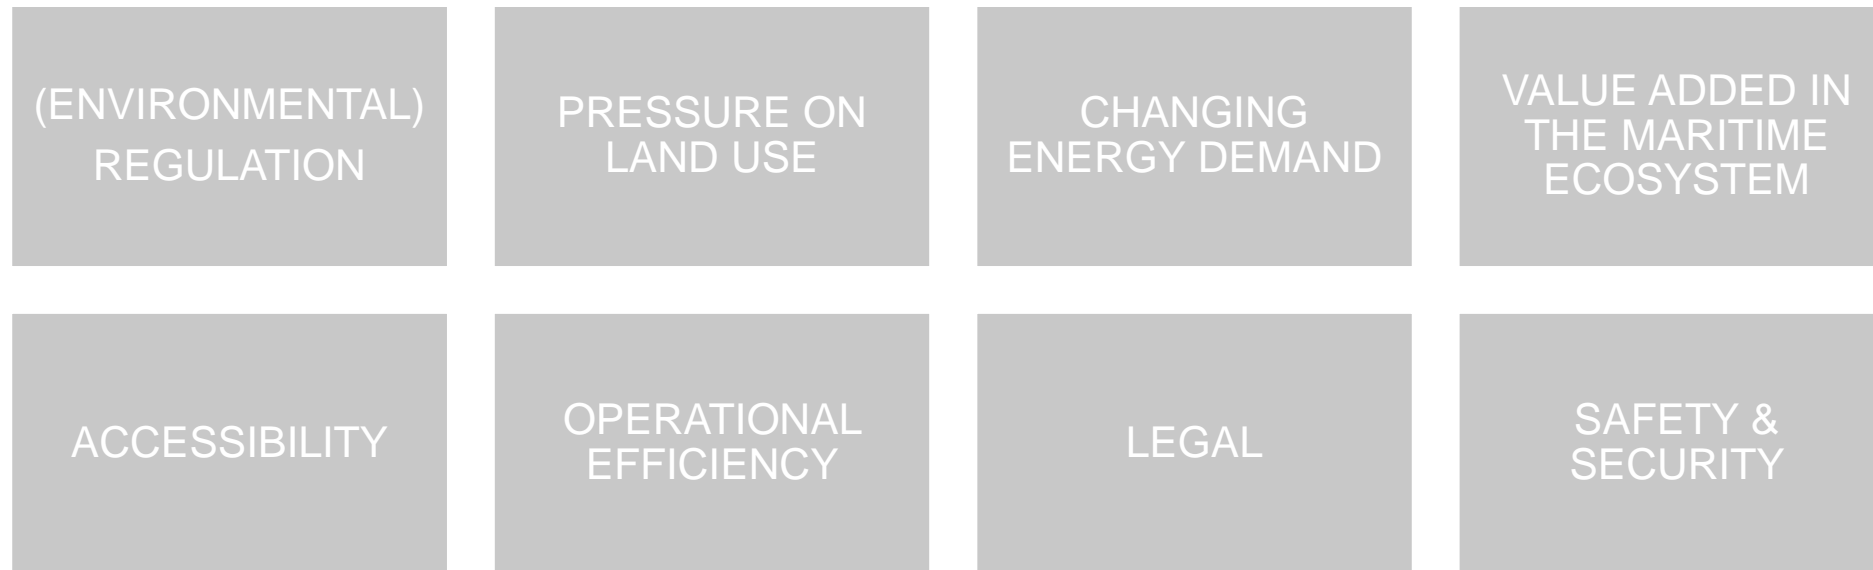 (ENVIRONMENTAL)
REGULATION
PRESSURE ON
LAND USE
CHANGING
ENERGY DEMAND
VALUE ADDED IN
THE MARITIME
ECOSYSTEM
ACCESSIBILITY
OPERATIONAL
EFFICIENCY
LEGAL
SAFETY &
SECURITY